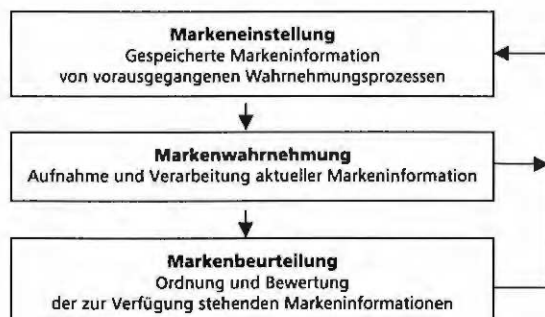 Markeneinstellung
Gespeicherte Markeninformation
von vorausgegangenen Wahrnehmungsprozessen
Markenwahrnehmung
Aufnahme und Verarbeitung aktueller Markeninformation
Markenbeurteilung
Ordnung und Bewertung
der zur Verfügung stehenden Markeninformationen